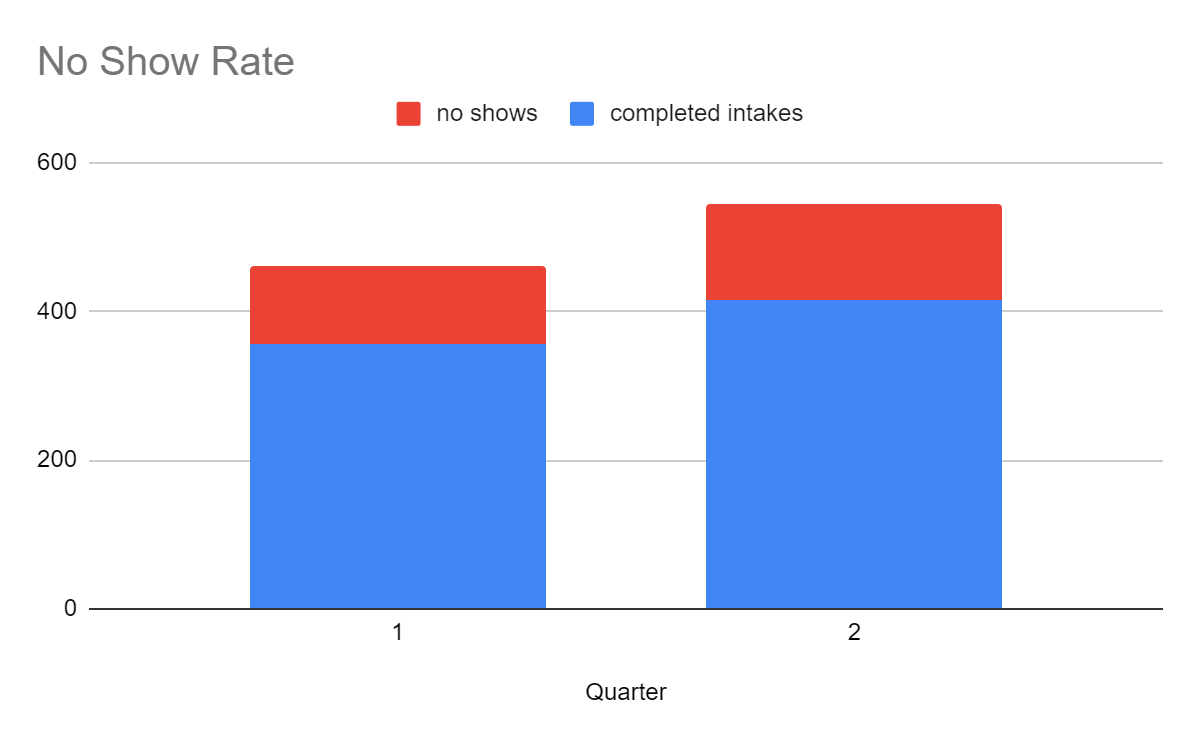 No Show Rate
no shows completed intakes
600
400
200
0
1 2
Quarter